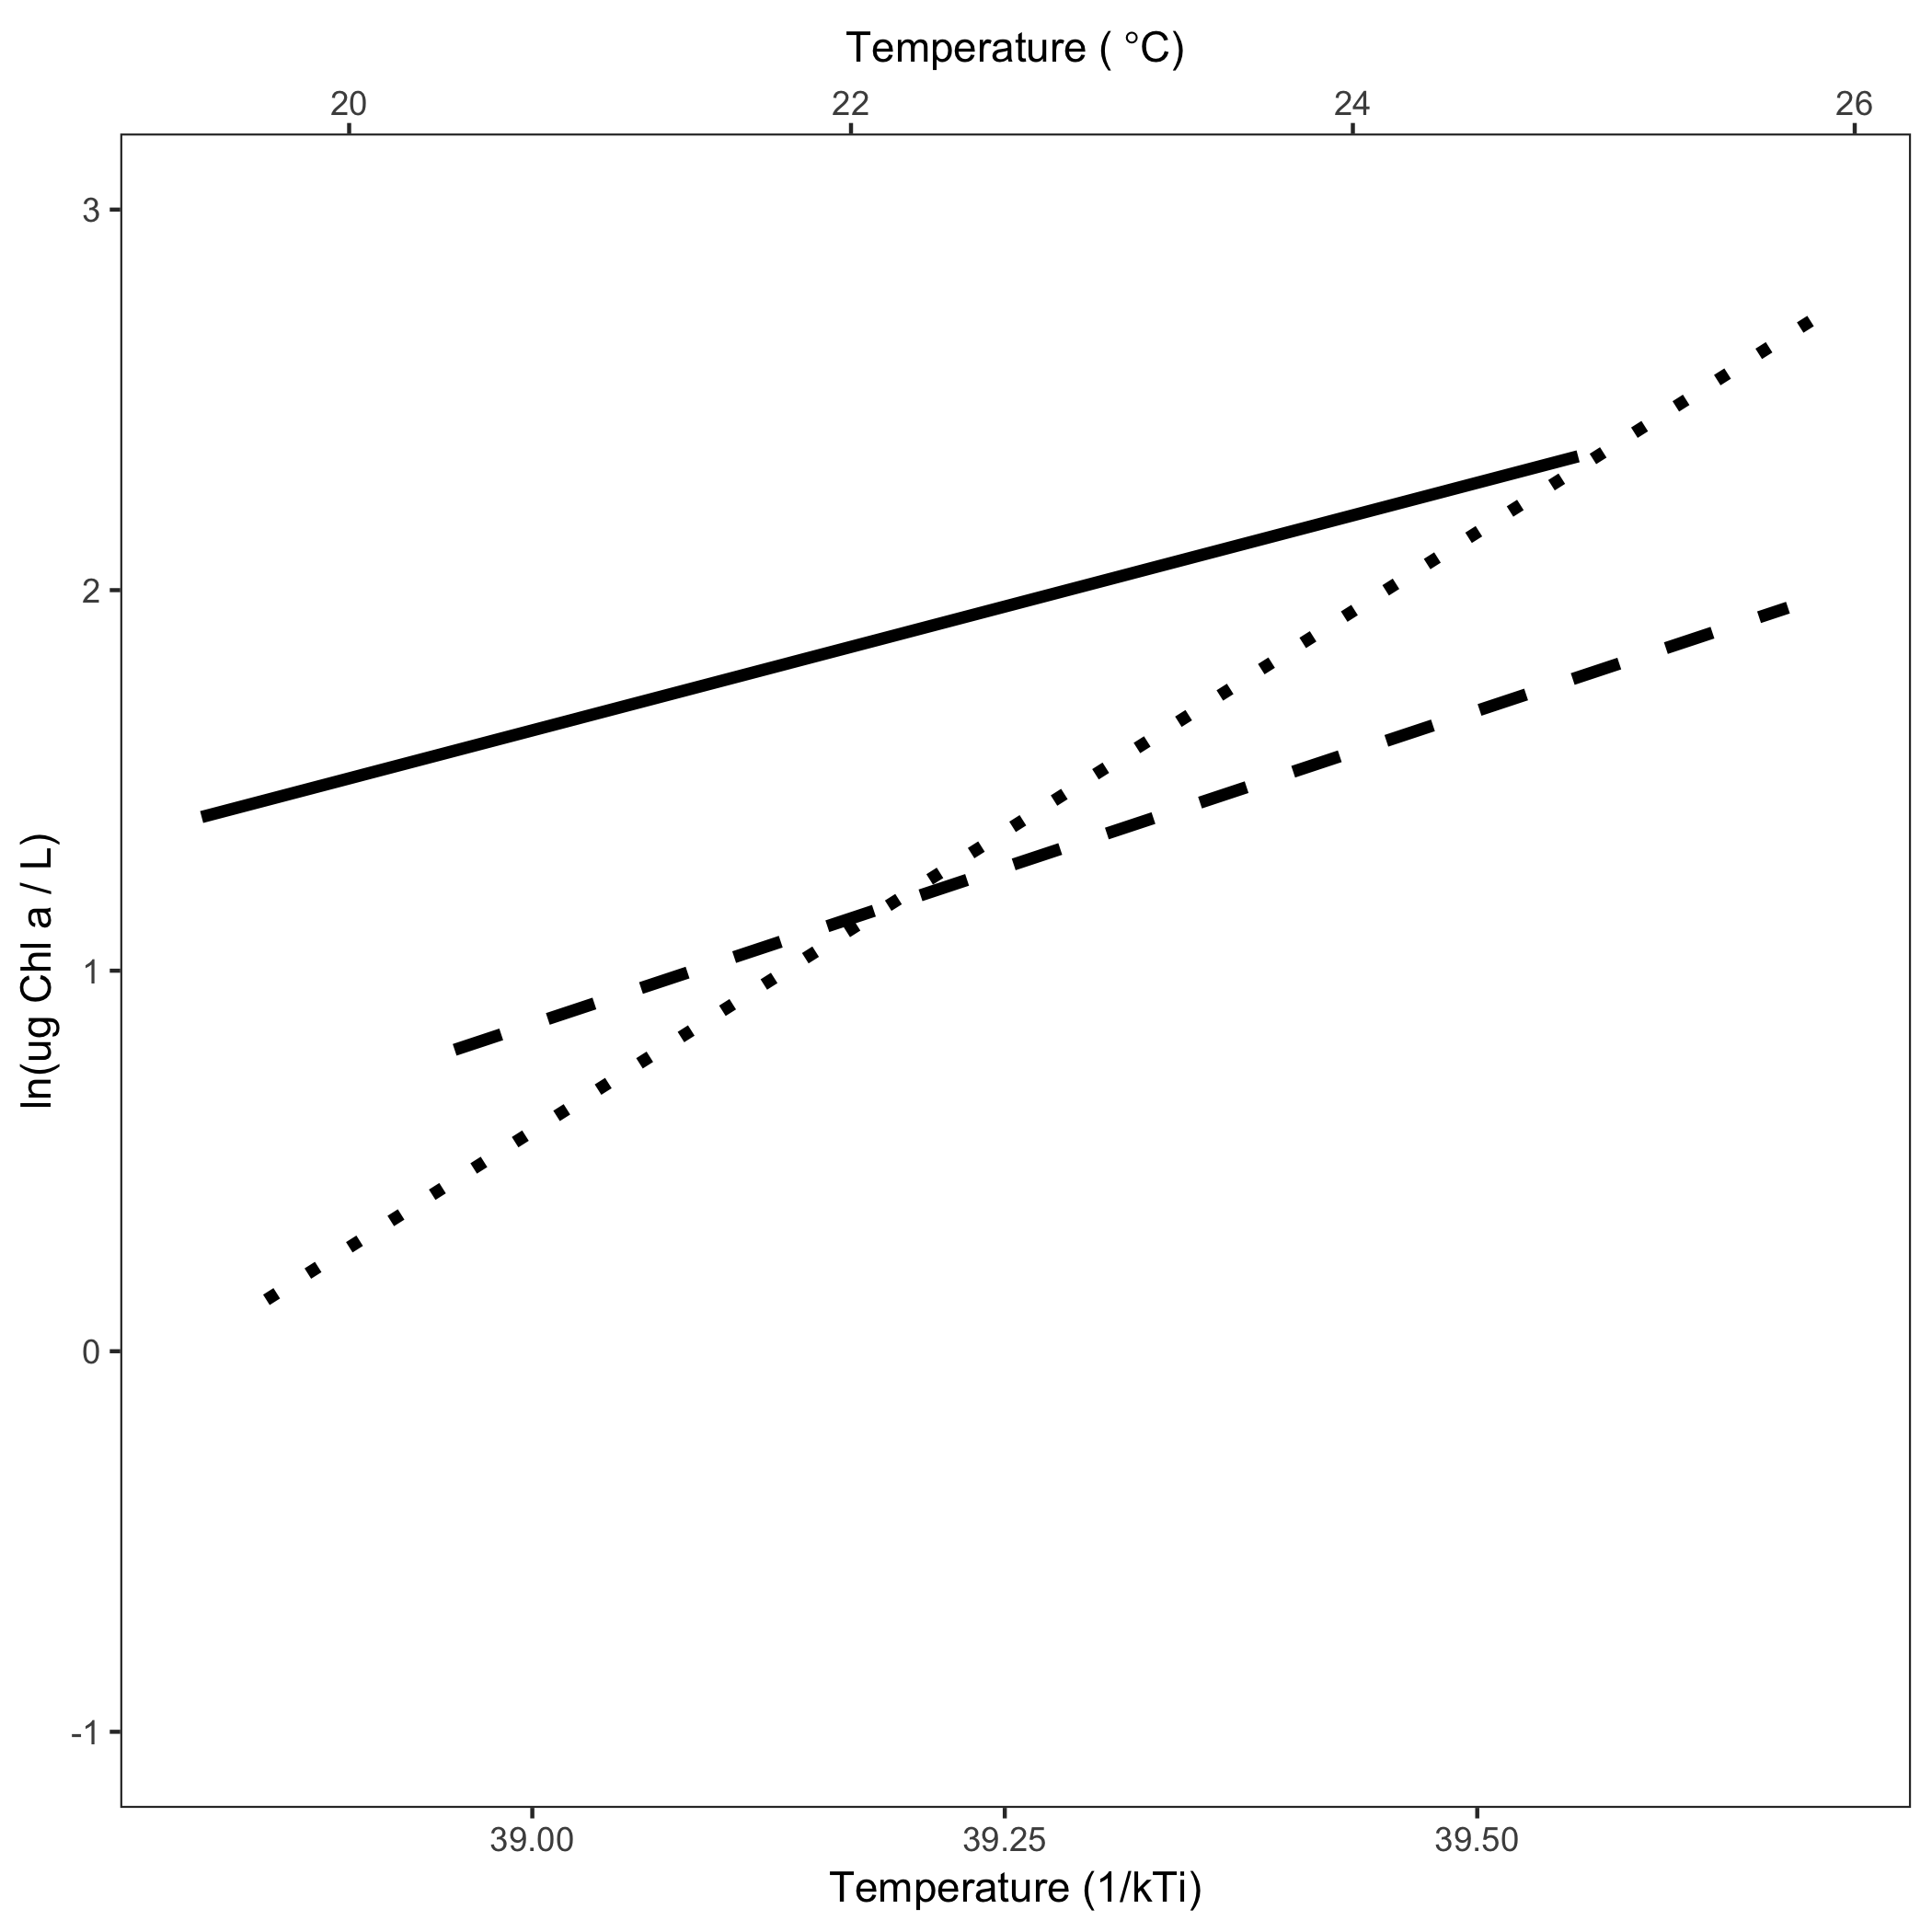 Temperature ( °C)
20 22 24 26
3
2
1
0
-1
ln(ug Chl a / L)
39.00 39.25 39.50
Temperature (1/kTi)